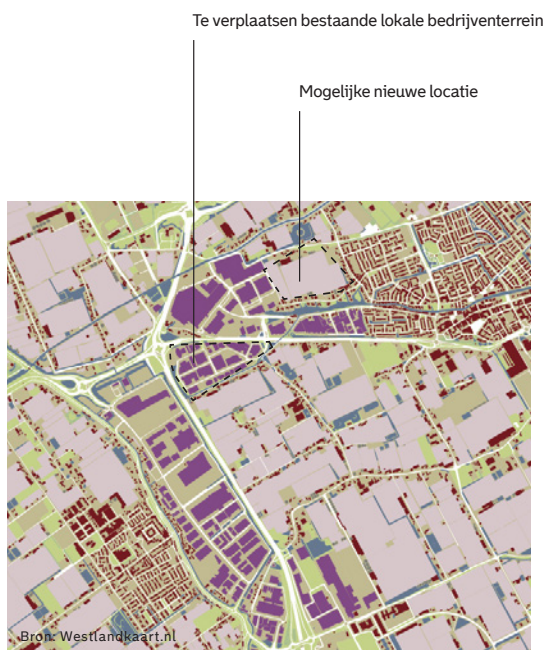 Te verplaatsen bestaande lokale bedrijventerrein
Mogelijke nieuwe locatie
Bron: Westlandkaart.nl